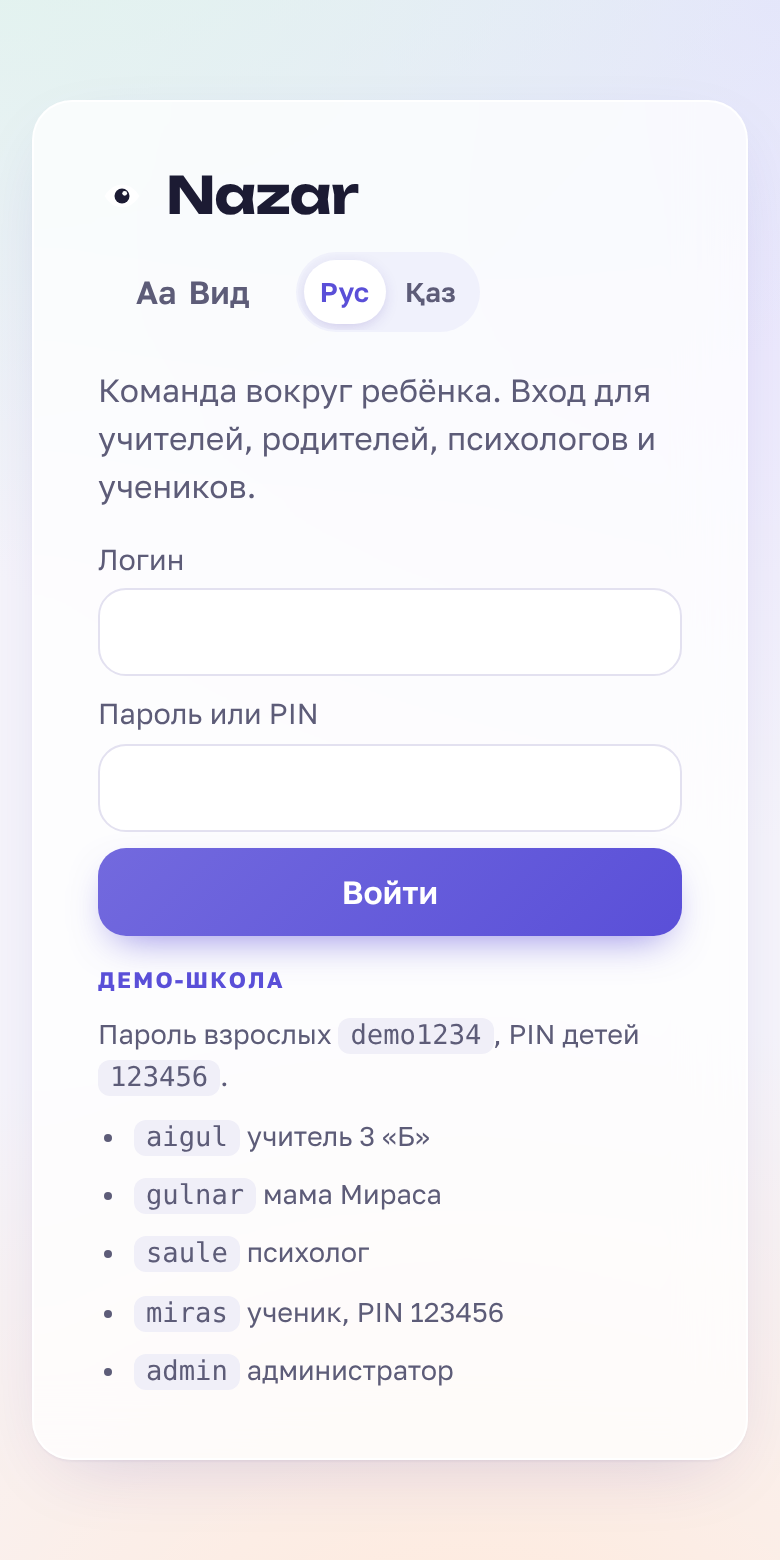 Nazar
Аа Вид Рус Қаз
Команда вокруг ребёнка. Вход для
учителей, родителей, психологов и
учеников.
Логин
Пароль или PIN
Войти
ДЕМО-ШКОЛА
Пароль взрослых demo1234, PIN детей
123456.
• aigul учитель 3 «Б»
• gulnar мама Мираса
• saule психолог
• miras ученик, PIN 123456
• admin администратор